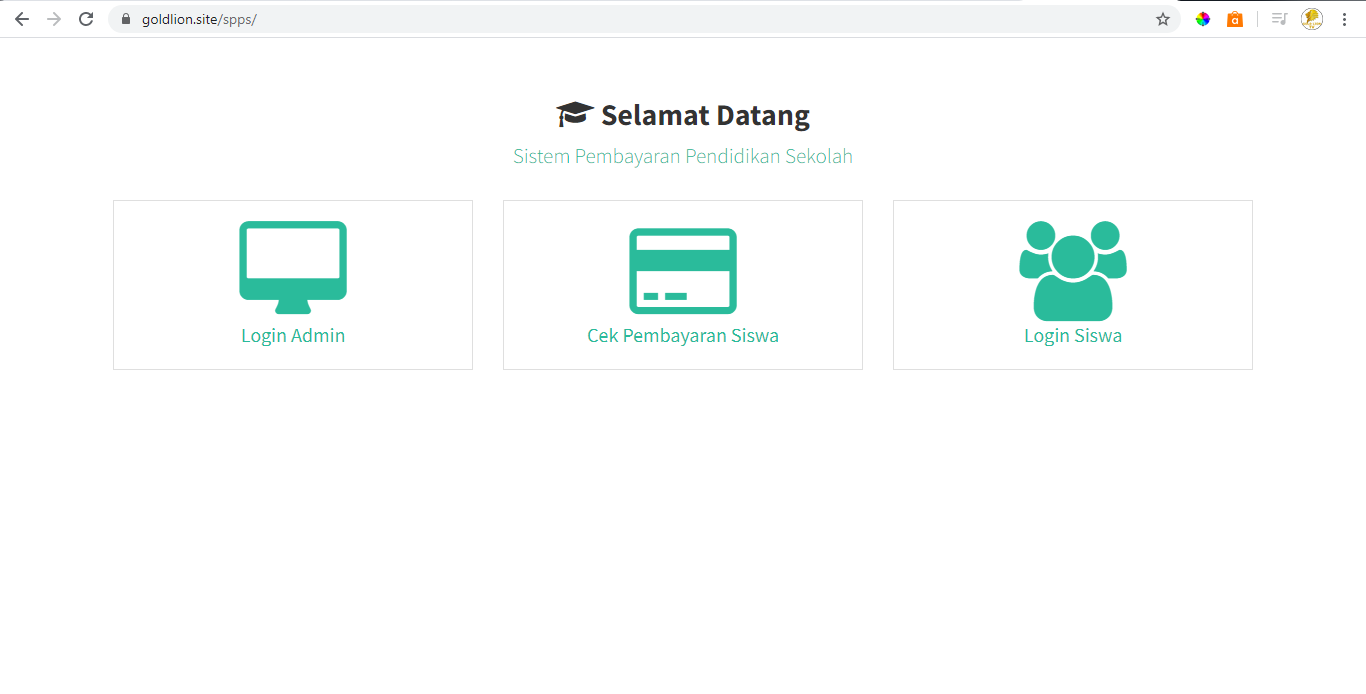 goldlion.site/spps/
Selamat Datang
Sistem Pembayaran Pendidikan Sekolah
Login Admin
Cek Pembayaran Siswa
Login Siswa